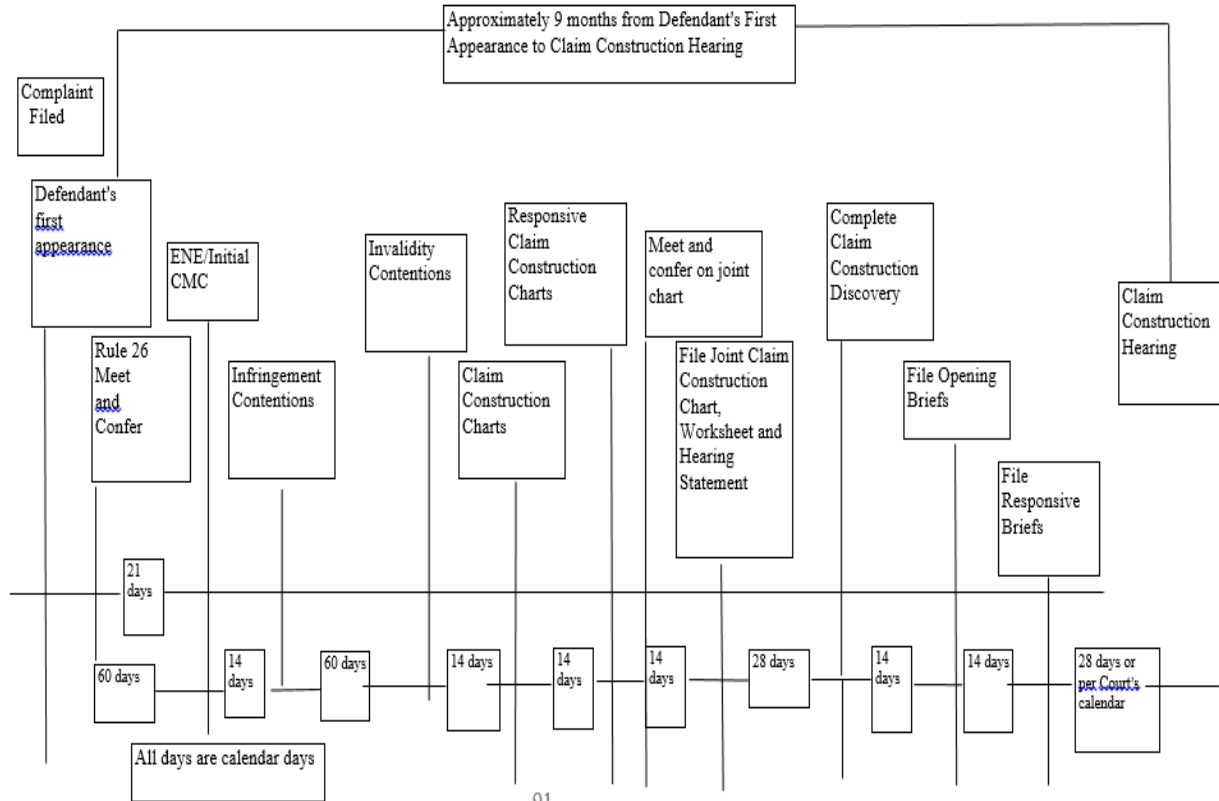 Approximately 9 months from Defendant's First
Appearance to Claim Construction Hearing
Complaint
Filed
Defendant's
first
appearance
ENE/Initial
CMC
Rule 26
Meet
and
Confer
Infringement
Contentions
Invalidity
Contentions
Claim
Construction
Charts
Responsive
Claim
Construction
Charts
Meet and
confer on joint
chart
File Joint Claim
Construction
Chart,
Worksheet and
Hearing
Statement
Complete
Claim
Construction
Discovery
File Opening
Briefs
File
Responsive
Briefs
Claim
Construction
Hearing
21
days
60 days
14
days
60 days
14 days
14
days
14
days
28 days
14
days
14 days
28 days or
per Court's
calendar
All days are calendar days
91